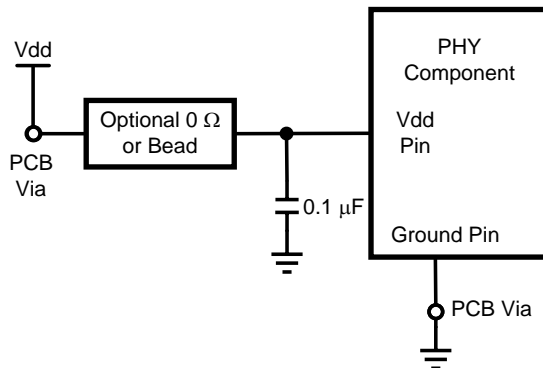 Vdd
PHY
Component
Optional 0 Ω
or Bead
Vdd
Pin
PCB
Via
0.1 μF
Ground Pin
PCB Via